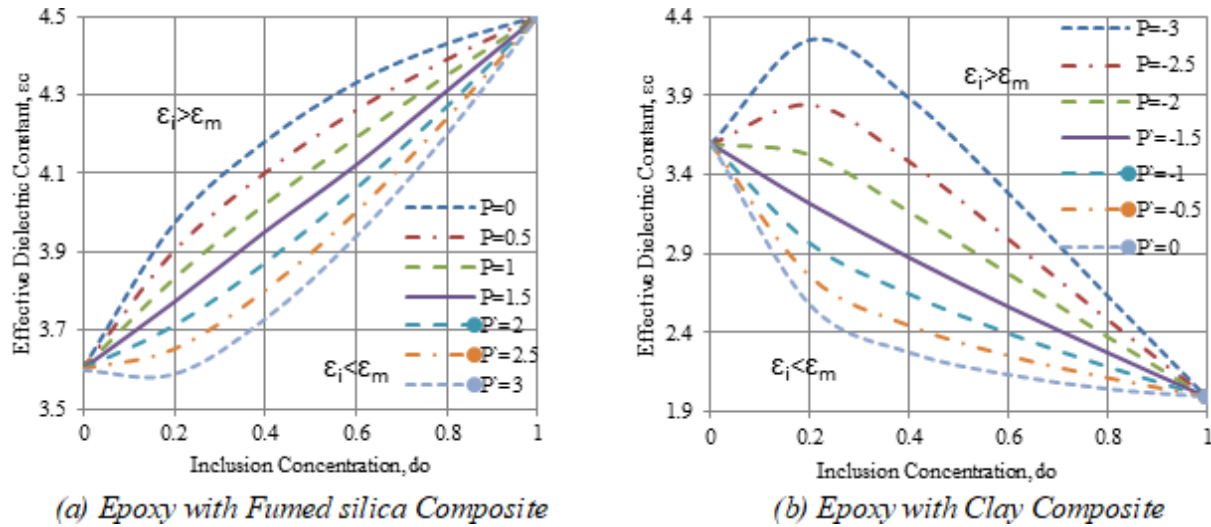 Effective Dielectric Constant, εc
4.5
4.3
4.1
3.9
3.7
3.5
εi>εm
εi<εm
P=0
P=0.5
P=1
P=1.5
P`=2
P`=2.5
P`=3
0 0.2 0.4 0.6 0.8 1
Inclusion Concentration, do
(a) Epoxy with Fumed silica Composite
Effective Dielectric Constant, εc
4.4
3.9
3.4
2.9
2.4
1.9
εi>εm
εi<εm
P=-3
P=-2.5
P=-2
P`=-1.5
P`=-1
P`=-0.5
P`=0
0 0.2 0.4 0.6 0.8 1
Inclusion Concentration, do
(b) Epoxy with Clay Composite